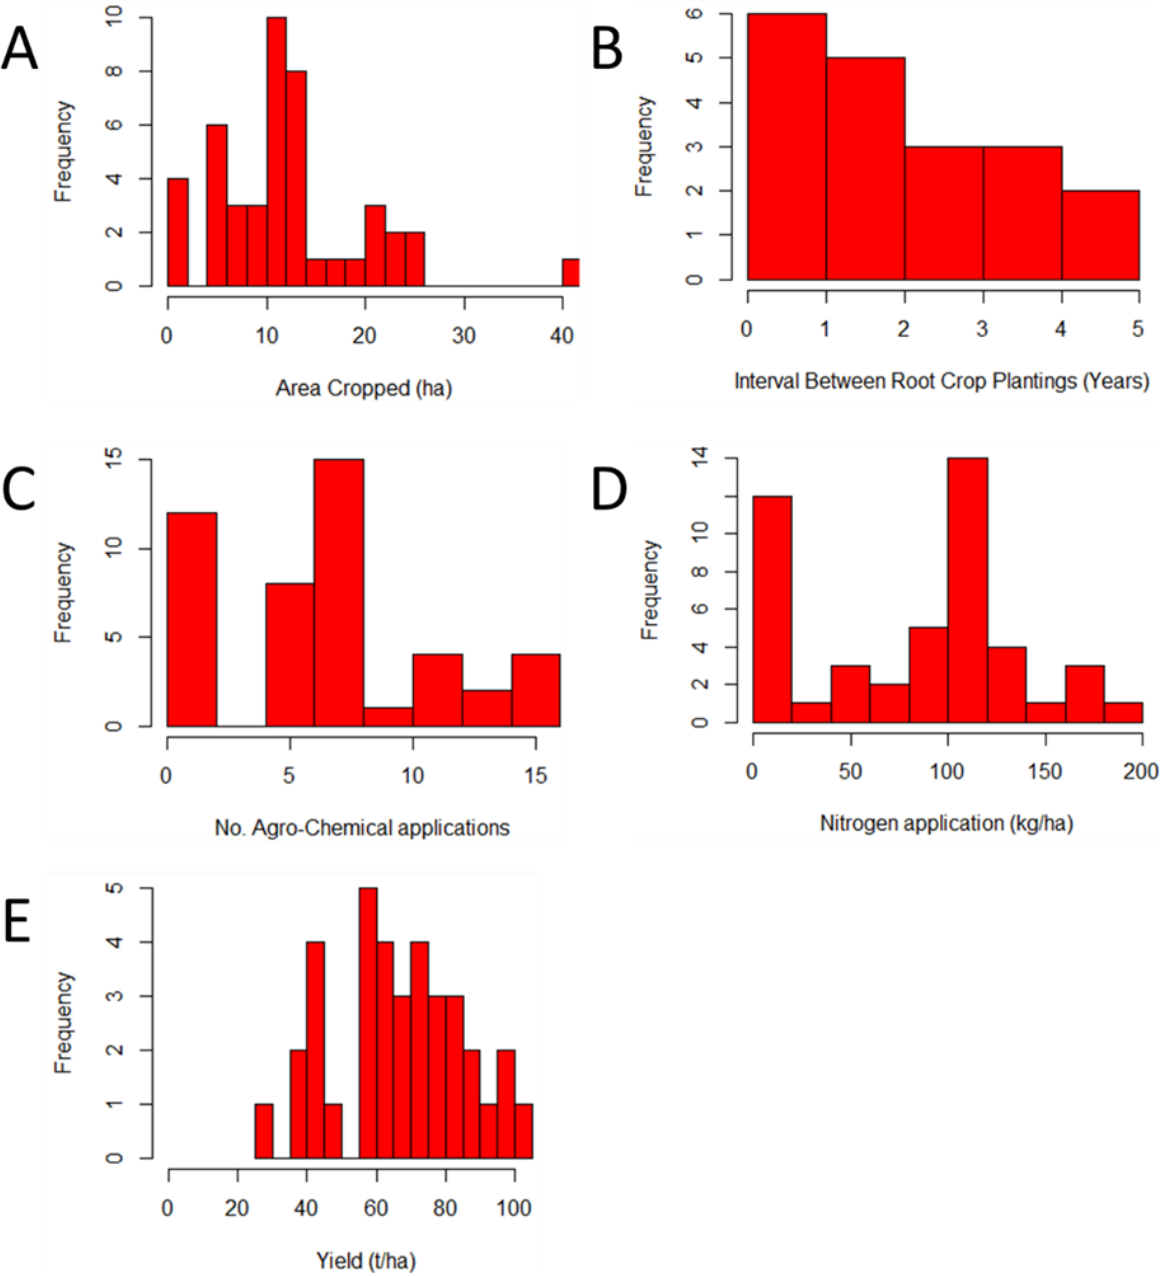 A
Frequency
0
2
4
6
8
10
0 10 20 30 40
Area Cropped (ha)
B
Frequency
0
1
2
3
4
5
6
0 1 2 3 4 5
Interval Between Root Crop Plantings (Years)
C
Frequency
0
5
10
15
0 5 10 15
No. Agro-Chemical applications
D
Frequency
0
2
4
6
8
10
14
0 50 100 150 200
Nitrogen application (kg/ha)
E
Frequency
0
1
2
3
4
5
0 20 40 60 80 100
Yield (t/ha)